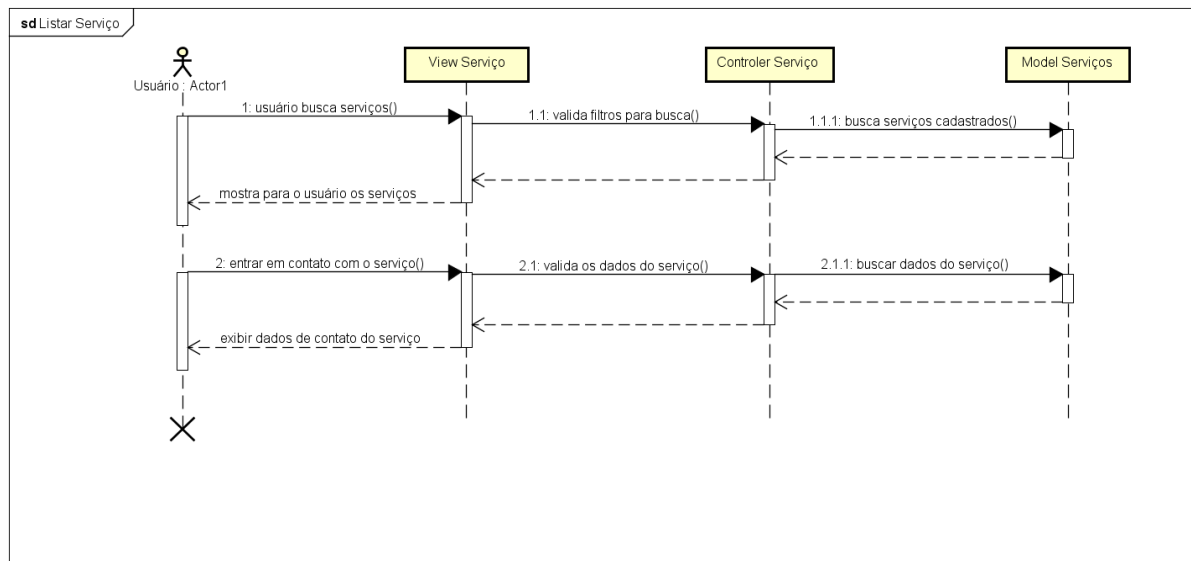 sd Listar Serviço
View Serviço
Controler Serviço
Model Serviços
Usuário : Actor1
1: usuário busca serviços()
1.1: valida filtros para busca()
1.1.1: busca serviços cadastrados()
mostra para o usuário os serviços
2: entrar em contato com o serviço()
2.1: valida os dados do serviço()
2.1.1: buscar dados do serviço()
exibir dados de contato do serviço